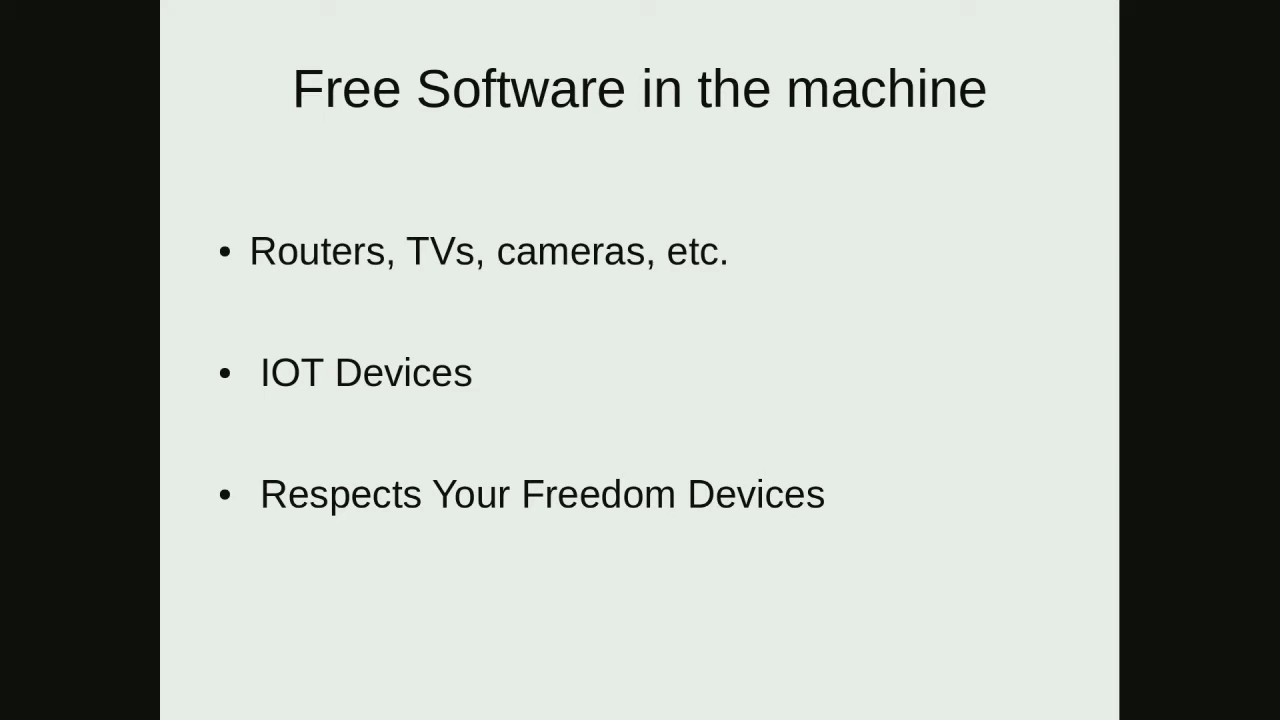 Free Software in the machine
• Routers, TVs, cameras, etc.
• IOT Devices
• Respects Your Freedom Devices